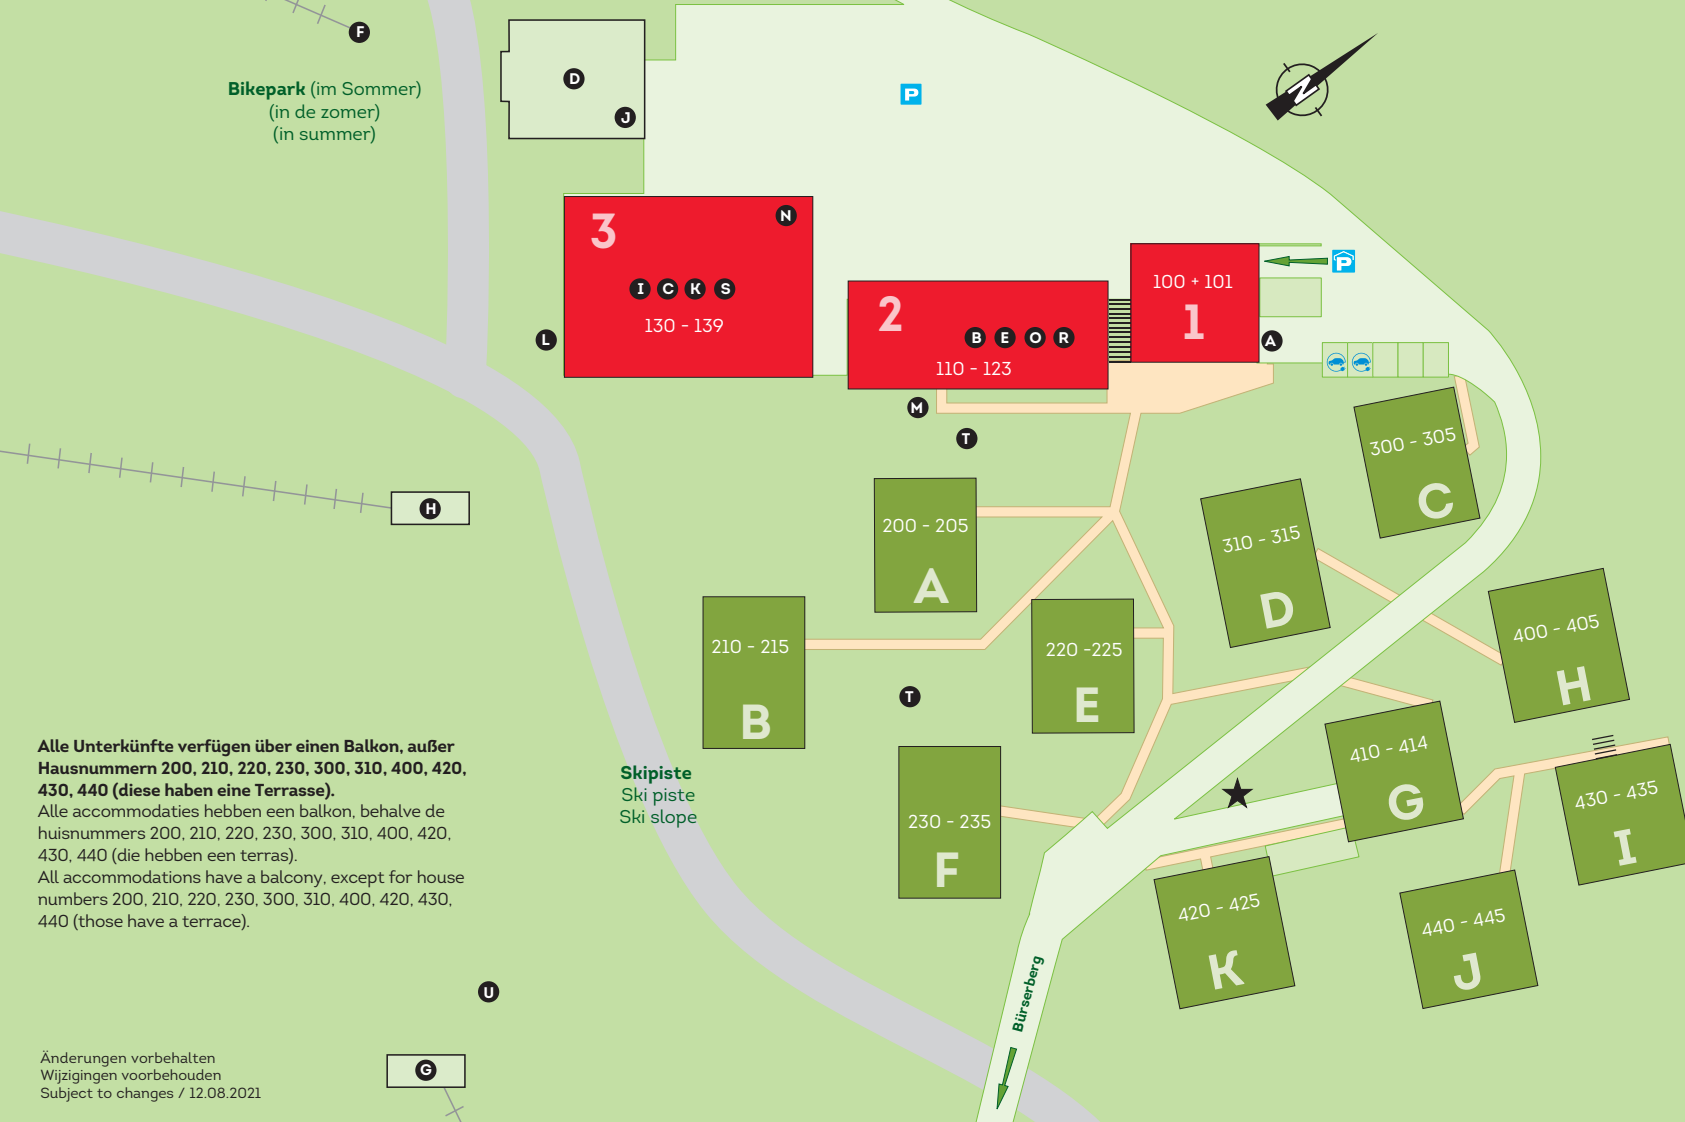 F
Bikepark (im Sommer)
(in de zomer)
(in summer)
D
J
P
N
3
N
I C K S
130 - 139
L
2
B E O R
110 - 123
100 + 101
1
P
A
M
T
300 - 305
C
200 - 205
A
310 - 315
D
H
210 - 215
B
220 -225
E
400 - 405
H
T
410 - 414
G
430 - 435
I
230 - 235
F
420 - 425
K
440 - 445
J
Skipiste
Ski piste
Ski slope
Alle Unterkünfte verfügen über einen Balkon, außer
Hausnummern 200, 210, 220, 230, 300, 310, 400, 420,
430, 440 (diese haben eine Terrasse).
Alle accommodaties hebben een balkon, behalve de
huisnummers 200, 210, 220, 230, 300, 310, 400, 420,
430, 440 (die hebben een terras).
All accommodations have a balcony, except for house
numbers 200, 210, 220, 230, 300, 310, 400, 420, 430,
440 (those have a terrace).
U
Bürserberg
G
Änderungen vorbehalten
Wijzigingen voorbehouden
Subject to changes / 12.08.2021